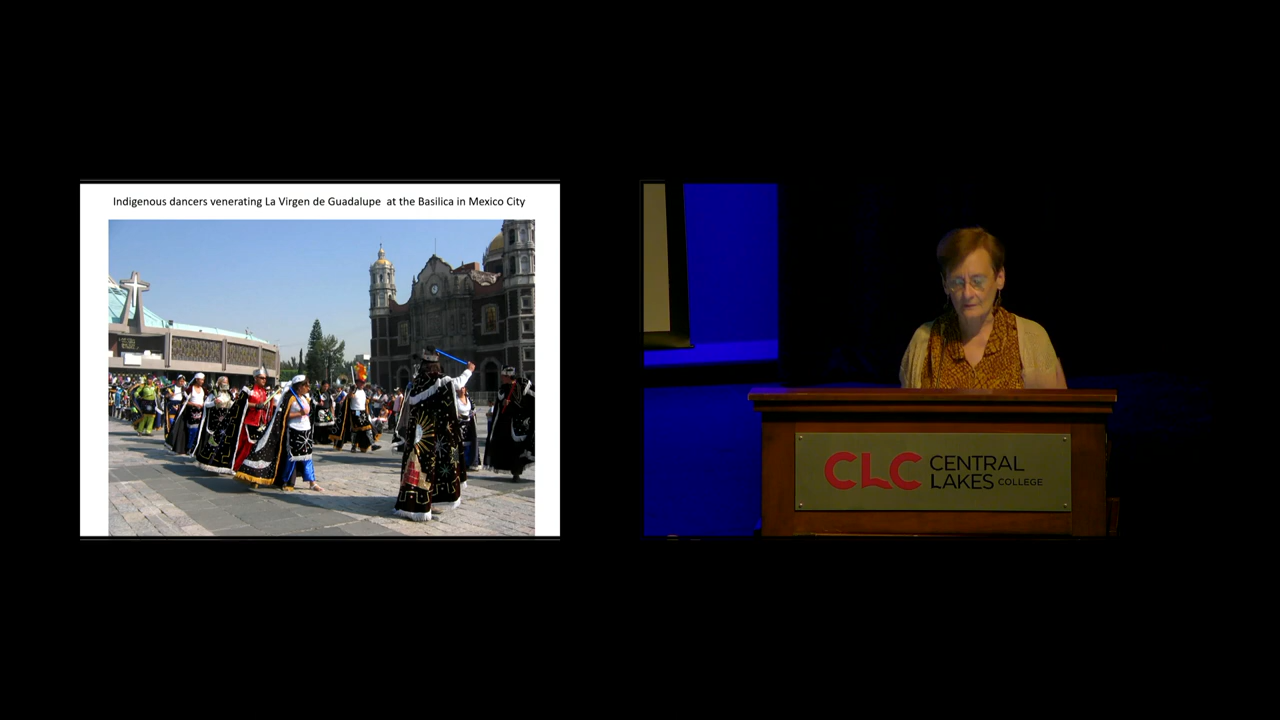 Indigenous dancers venerating La Virgen de Guadalupe  at the Basilica in Mexico City
CLC CENTRAL
LAKES COLLEGE